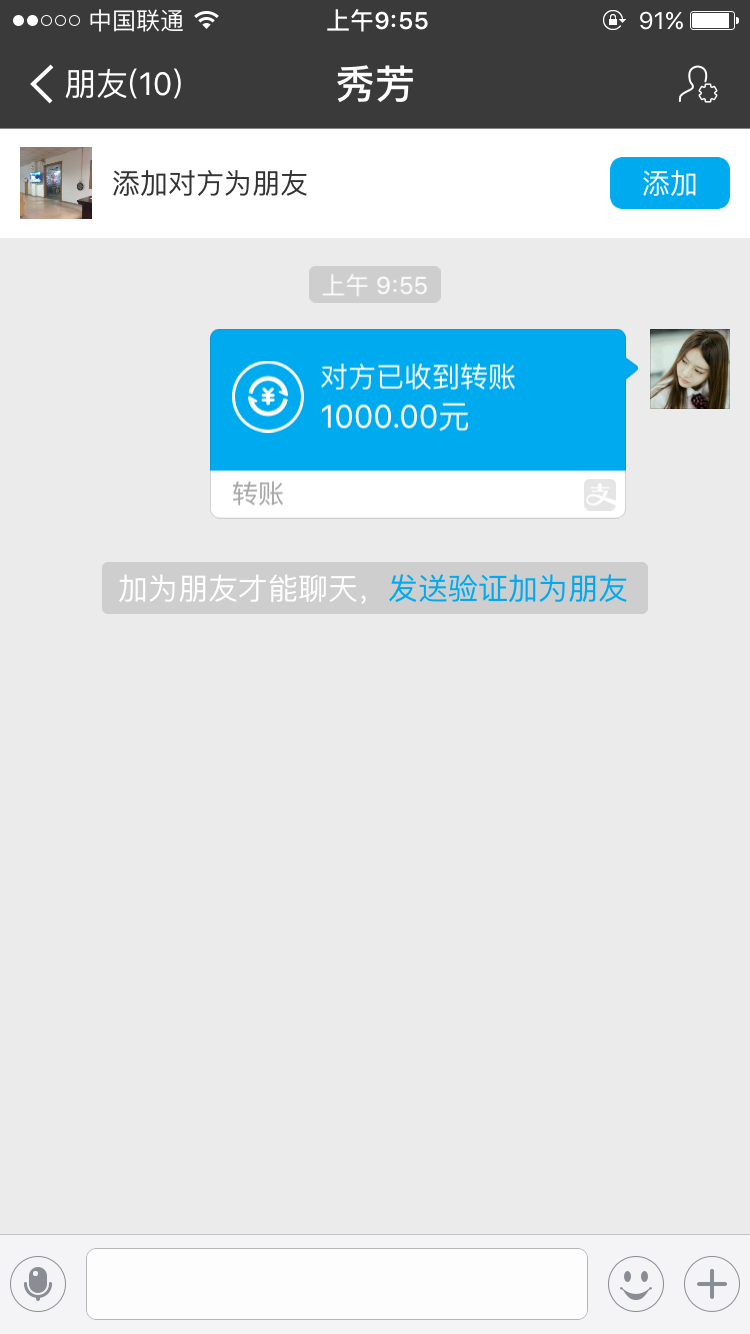 中国联通
上午9:55
91%
朋友(10)
秀芳
添加对方为朋友
添加
上午 9:55
对方已收到转账
1000.00元
转账
支
加为朋友才能聊天，发送验证加为朋友